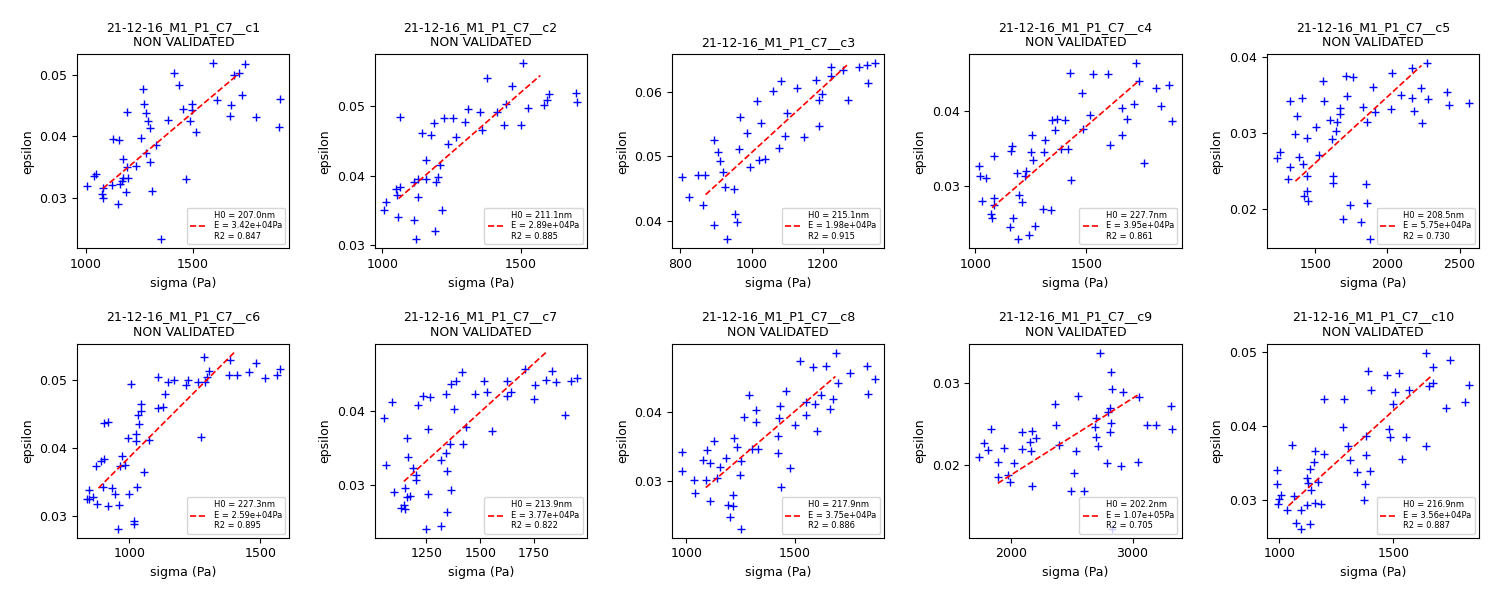 21-12-16_M1_P1_C7__c1
NON VALIDATED
epsilon
0.05
0.04
0.03
1000
1500
sigma (Pa)
H0 = 207.0nm
E = 3.42e+04Pa
R2 = 0.847
21-12-16_M1_P1_C7__c2
NON VALIDATED
epsilon
0.05
0.04
0.03
1000
1500
sigma (Pa)
H0 = 211.1nm
E = 2.89e+04Pa
R2 = 0.885
21-12-16_M1_P1_C7__c3
epsilon
0.06
0.05
0.04
800
1000
1200
sigma (Pa)
H0 = 215.1nm
E = 1.98e+04Pa
R2 = 0.915
21-12-16_M1_P1_C7__c4
NON VALIDATED
epsilon
0.04
0.03
1000
1500
sigma (Pa)
H0 = 227.7nm
E = 3.95e+04Pa
R2 = 0.861
21-12-16_M1_P1_C7__c5
NON VALIDATED
epsilon
0.04
0.03
0.02
1500
2000
2500
sigma (Pa)
H0 = 208.5nm
E = 5.75e+04Pa
R2 = 0.730
21-12-16_M1_P1_C7__c6
NON VALIDATED
epsilon
0.05
0.04
0.03
1000
1500
sigma (Pa)
H0 = 227.3nm
E = 2.59e+04Pa
R2 = 0.895
21-12-16_M1_P1_C7__c7
NON VALIDATED
epsilon
0.04
0.03
1250
1500
1750
sigma (Pa)
H0 = 213.9nm
E = 3.77e+04Pa
R2 = 0.822
21-12-16_M1_P1_C7__c8
NON VALIDATED
epsilon
0.04
0.03
1000
1500
sigma (Pa)
H0 = 217.9nm
E = 3.75e+04Pa
R2 = 0.886
21-12-16_M1_P1_C7__c9
NON VALIDATED
epsilon
0.03
0.02
2000
3000
sigma (Pa)
H0 = 202.2nm
E = 1.07e+05Pa
R2 = 0.705
21-12-16_M1_P1_C7__c10
NON VALIDATED
epsilon
0.05
0.04
0.03
1000
1500
sigma (Pa)
H0 = 216.9nm
E = 3.56e+04Pa
R2 = 0.887